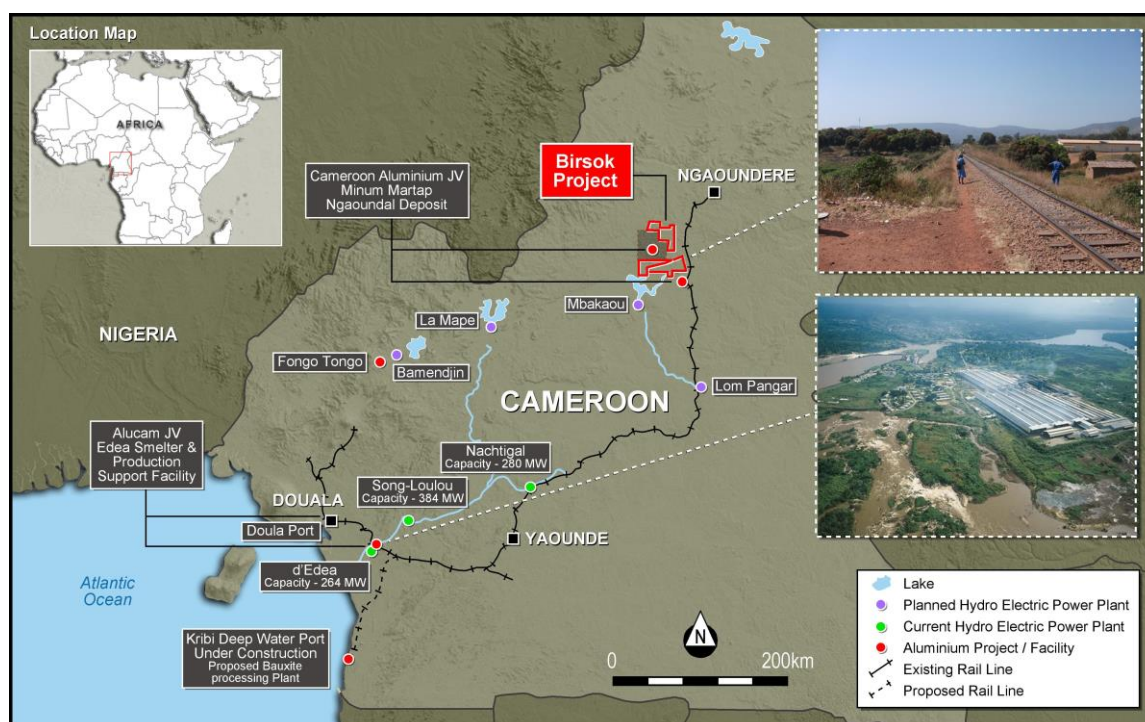 Location Map
AFRICA
Cameroon Aluminium JV
Minum Martap
Ngaoundal Deposit
Birsok
Project
NGAOUNDERE
NIGERIA
La Mape
Mbakaou
Fongo Tongo
Bamendjin
Lom Pangar
CAMEROON
Alucam JV
Edea Smelter &
Production
Support Facility
Nachtigal
Capacity - 280 MW
Song-Loulou
Capacity - 384 MW
DOUALA
Doula Port
YAOUNDE
d'Edea
Capacity - 264 MW
Atlantic
Ocean
Kribi Deep Water Port
Under Construction
Proposed Bauxite
processing Plant
N
0
200km
Lake
Planned Hydro Electric Power Plant
Current Hydro Electric Power Plant
Aluminium Project / Facility
Existing Rail Line
Proposed Rail Line